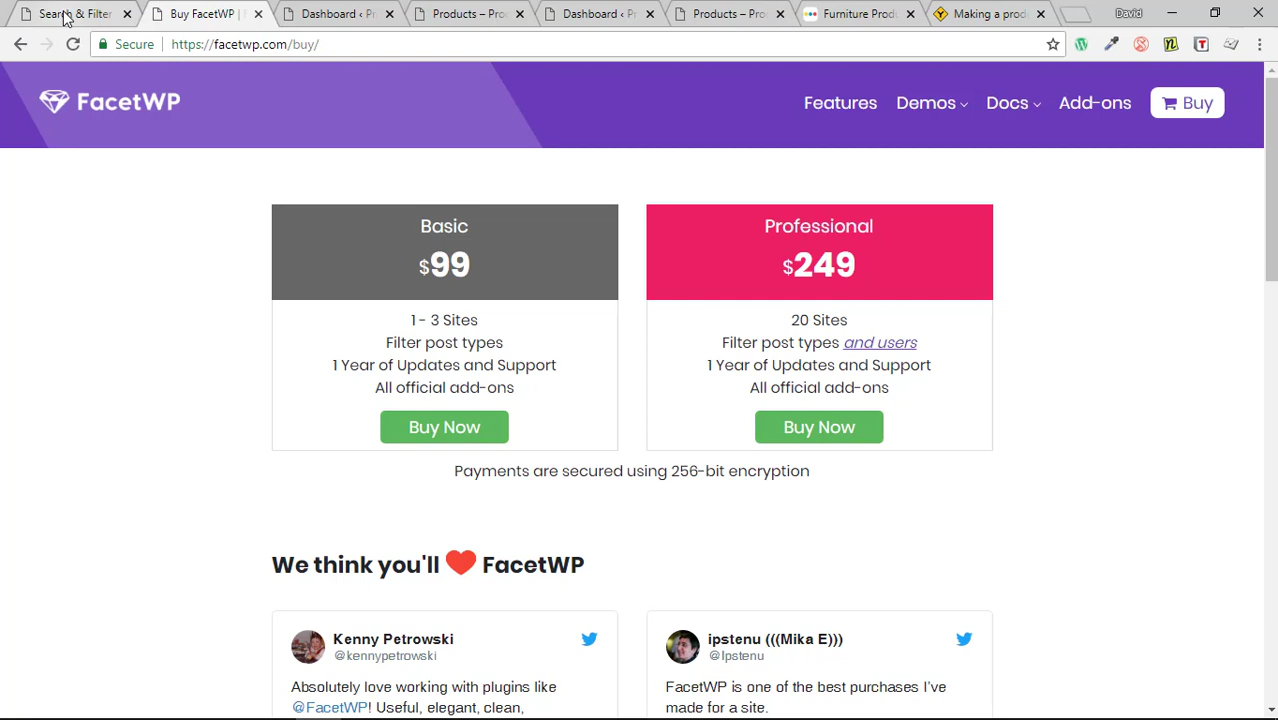 Search & Filter
Buy FacetWP | F
Dashboard ‹ Pr
Products – Pro
Dashboard ‹ Pr
Products – Pro
Furniture Prod
Making a prod
David
Secure
https://facetwp.com/buy/
FacetWP
Features
Demos
Docs
Add-ons
Buy
Basic
$99
1 - 3 Sites
Filter post types
1 Year of Updates and Support
All official add-ons
Buy Now
Professional
$249
20 Sites
Filter post types and users
1 Year of Updates and Support
All official add-ons
Buy Now
Payments are secured using 256-bit encryption
We think you'll ❤ FacetWP
Kenny Petrowski
@kennypetrowski
Absolutely love working with plugins like
@FacetWP! Useful, elegant, clean,
ipstenu (((Mika E)))
@Ipstenu
FacetWP is one of the best purchases I've
made for a site.